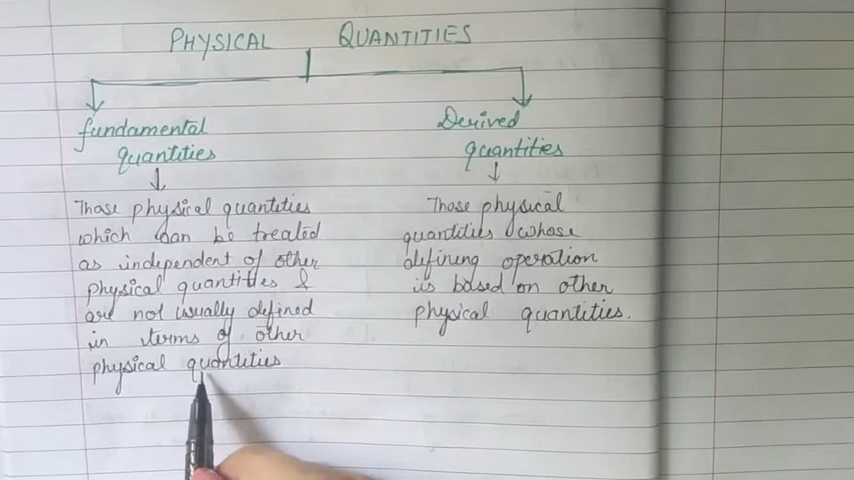 PHYSICAL QUANTITIES
fundamental
quantities
Those physical quantities
which can be treated
as independent of other
physical quantities &
are not usually defined
in terms of other
physical quantities
Derived
quantities
Those physical
quantities whose
defining operation
is based on other
physical quantities.